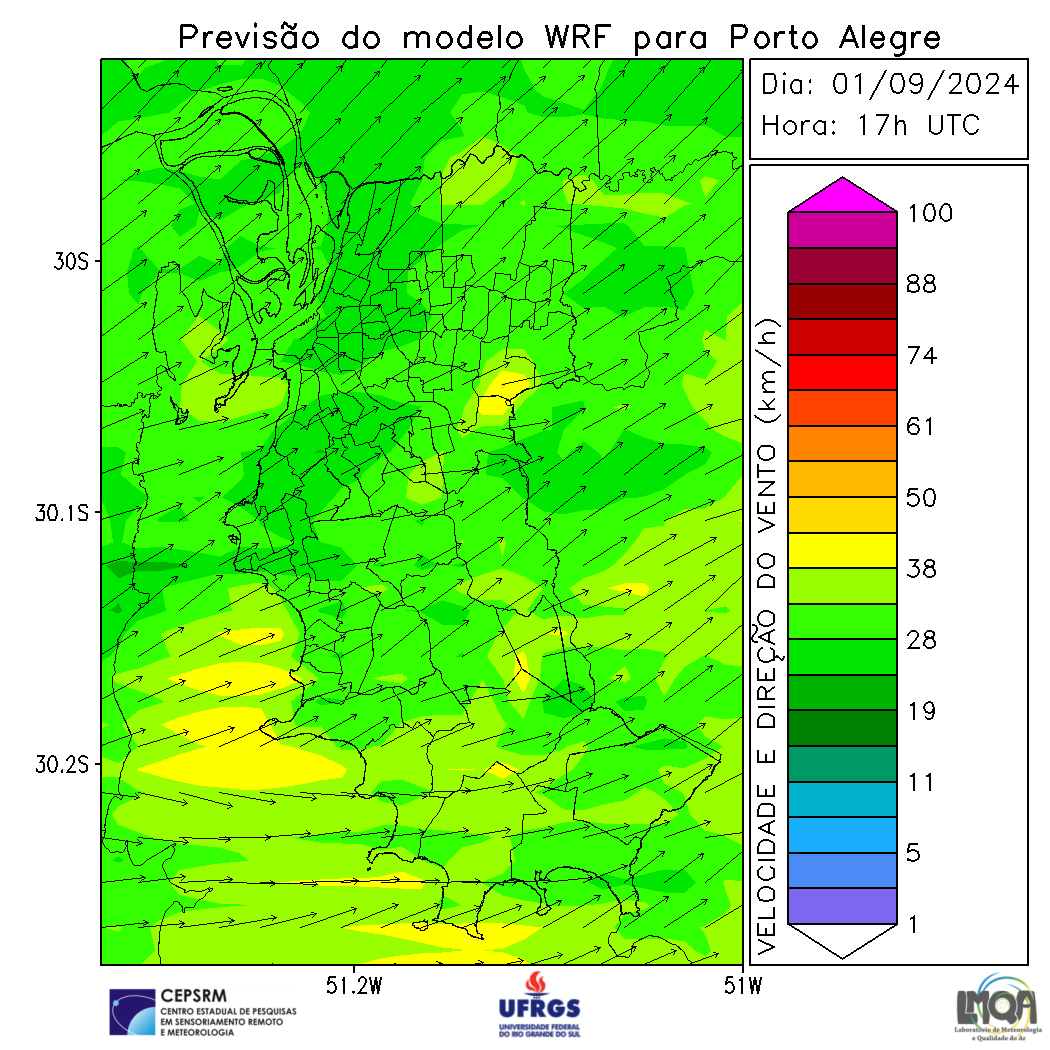 Previsão do modelo WRF para Porto Alegre
Dia: 01/09/2024
Hora: 17h UTC
30S
30.1S
30.2S
51.2W
51W
VELOCIDADE E DIREÇÃO DO VENTO (km/h)
100
88
74
61
50
38
28
19
11
5
1
CEPSRM
CENTRO ESTADUAL DE PESQUISAS
EM SENSORIAMENTO REMOTO
E METEOROLOGIA
UFRGS
UNIVERSIDADE FEDERAL
DO RIO GRANDE DO SUL
LMQA
Laboratório de Meteorologia
e Qualidade do Ar